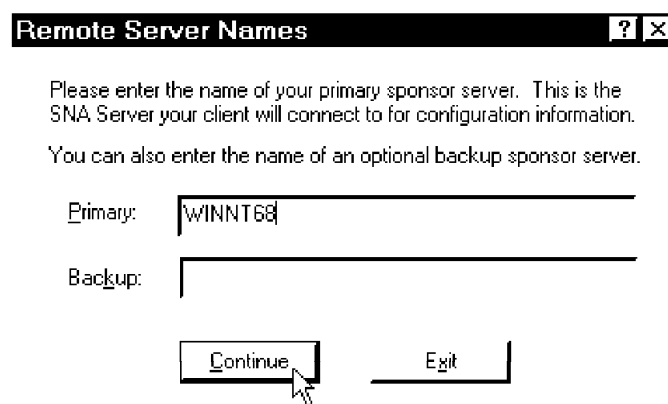 Remote Server Names ? X
Please enter the name of your primary sponsor server. This is the
SNA Server your client will connect to for configuration information.
You can also enter the name of an optional backup sponsor server.
Primary: WINNT68
Backup:
Continue Exit